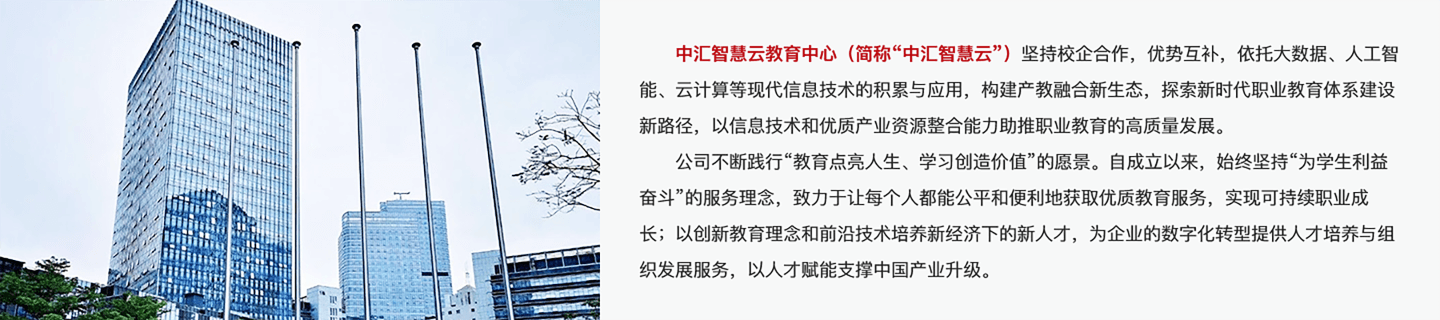 中汇智慧云教育中心（简称“中汇智慧云”）坚持校企合作，优势互补，依托大数据、人工智
能、云计算等现代信息技术的积累与应用，构建产教融合新生态，探索新时代职业教育体系建设
新路径，以信息技术和优质产业资源整合能力助推职业教育的高质量发展。
公司不断践行“教育点亮人生、学习创造价值”的愿景。自成立以来，始终坚持“为学生利益
奋斗”的服务理念，致力于让每个人都能公平和便利地获取优质教育服务，实现可持续职业成
长；以创新教育理念和前沿技术培养新经济下的新人才，为企业的数字化转型提供人才培养与组
织发展服务，以人才赋能支撑中国产业升级。